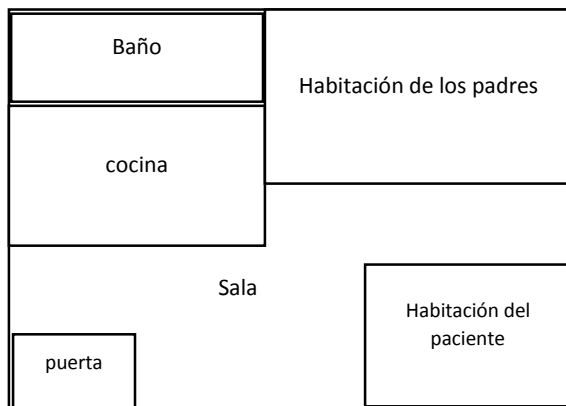 Baño
Habitación de los padres
cocina
Sala
Habitación del
paciente
puerta